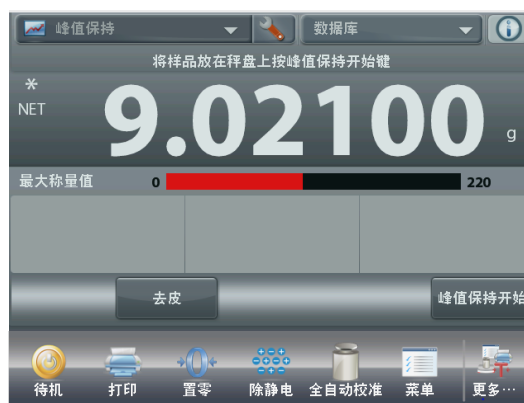 峰值保持 数据库
将样品放在秤盘上按峰值保持开始键
*
NET 9.02100 g
最大称量值 0 220
去皮 峰值保持开始
待机 打印 置零 除静电 全自动校准 菜单 更多…